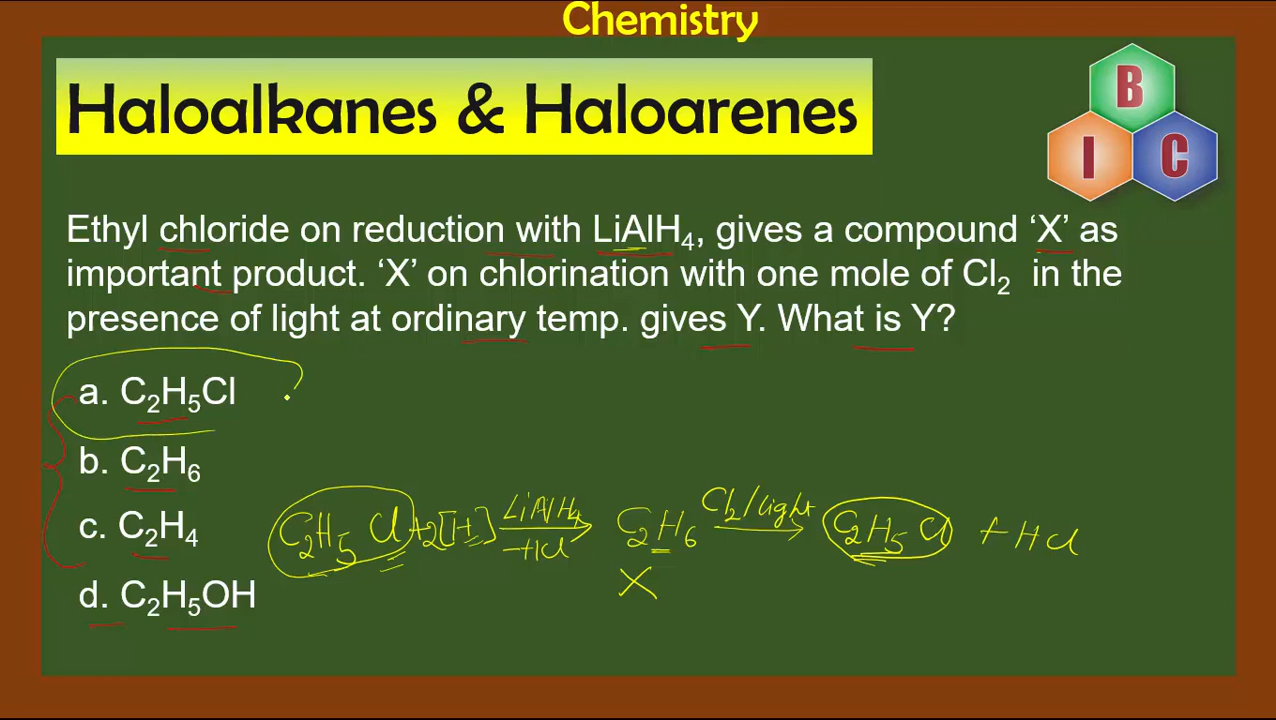 Chemistry
Haloalkanes & Haloarenes
B
I C
Ethyl chloride on reduction with LiAlH₄, gives a compound ‘X’ as
important product. ‘X’ on chlorination with one mole of Cl₂ in the
presence of light at ordinary temp. gives Y. What is Y?
a. C₂H₅Cl
b. C₂H₆
c. C₂H₄
d. C₂H₅OH
C₂H₅Cl+2[H] LiAlH₄ -HCl C₂H₆ Cl₂/light C₂H₅Cl + HCl
X